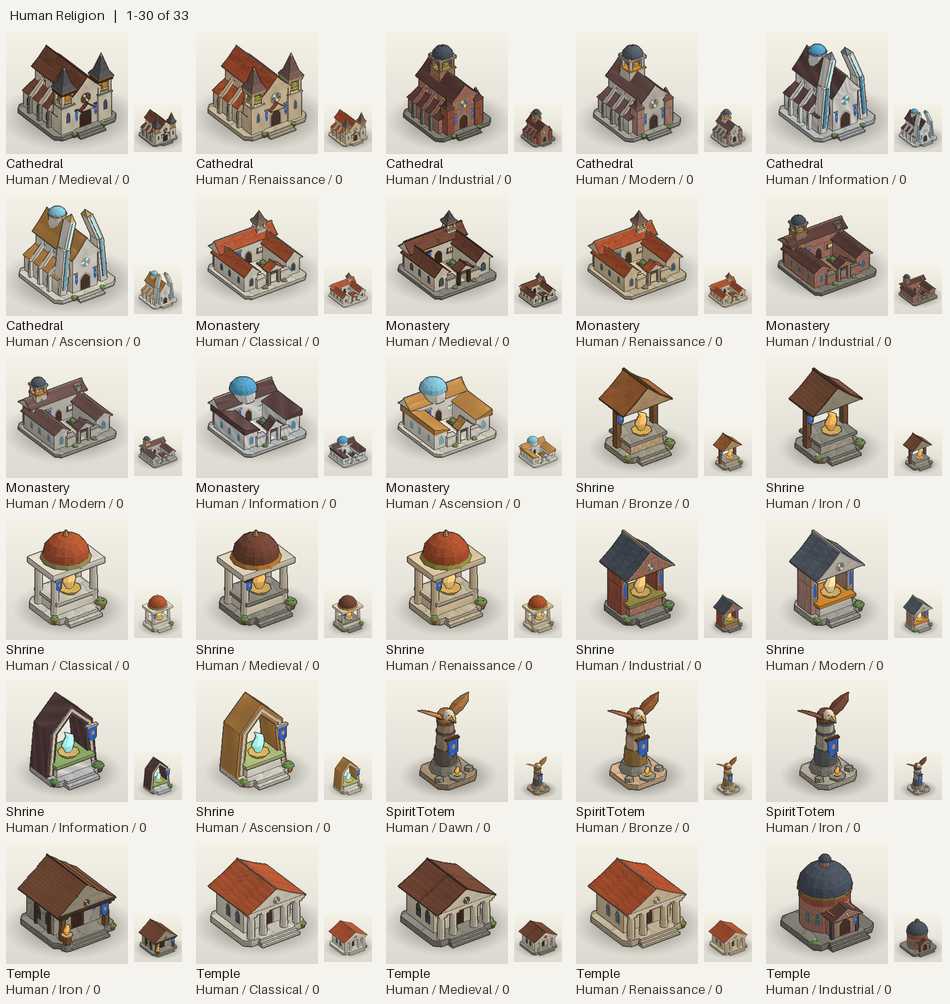 Human Religion | 1-30 of 33
Cathedral Cathedral Cathedral Cathedral Cathedral
Human / Medieval / 0 Human / Renaissance / 0 Human / Industrial / 0 Human / Modern / 0 Human / Information / 0
Cathedral Monastery Monastery Monastery Monastery
Human / Ascension / 0 Human / Classical / 0 Human / Medieval / 0 Human / Renaissance / 0 Human / Industrial / 0
Monastery Monastery Monastery Shrine Shrine
Human / Modern / 0 Human / Information / 0 Human / Ascension / 0 Human / Bronze / 0 Human / Iron / 0
Shrine Shrine Shrine Shrine Shrine
Human / Classical / 0 Human / Medieval / 0 Human / Renaissance / 0 Human / Industrial / 0 Human / Modern / 0
Shrine Shrine SpiritTotem SpiritTotem SpiritTotem
Human / Information / 0 Human / Ascension / 0 Human / Dawn / 0 Human / Bronze / 0 Human / Iron / 0
Temple Temple Temple Temple Temple
Human / Iron / 0 Human / Classical / 0 Human / Medieval / 0 Human / Renaissance / 0 Human / Industrial / 0